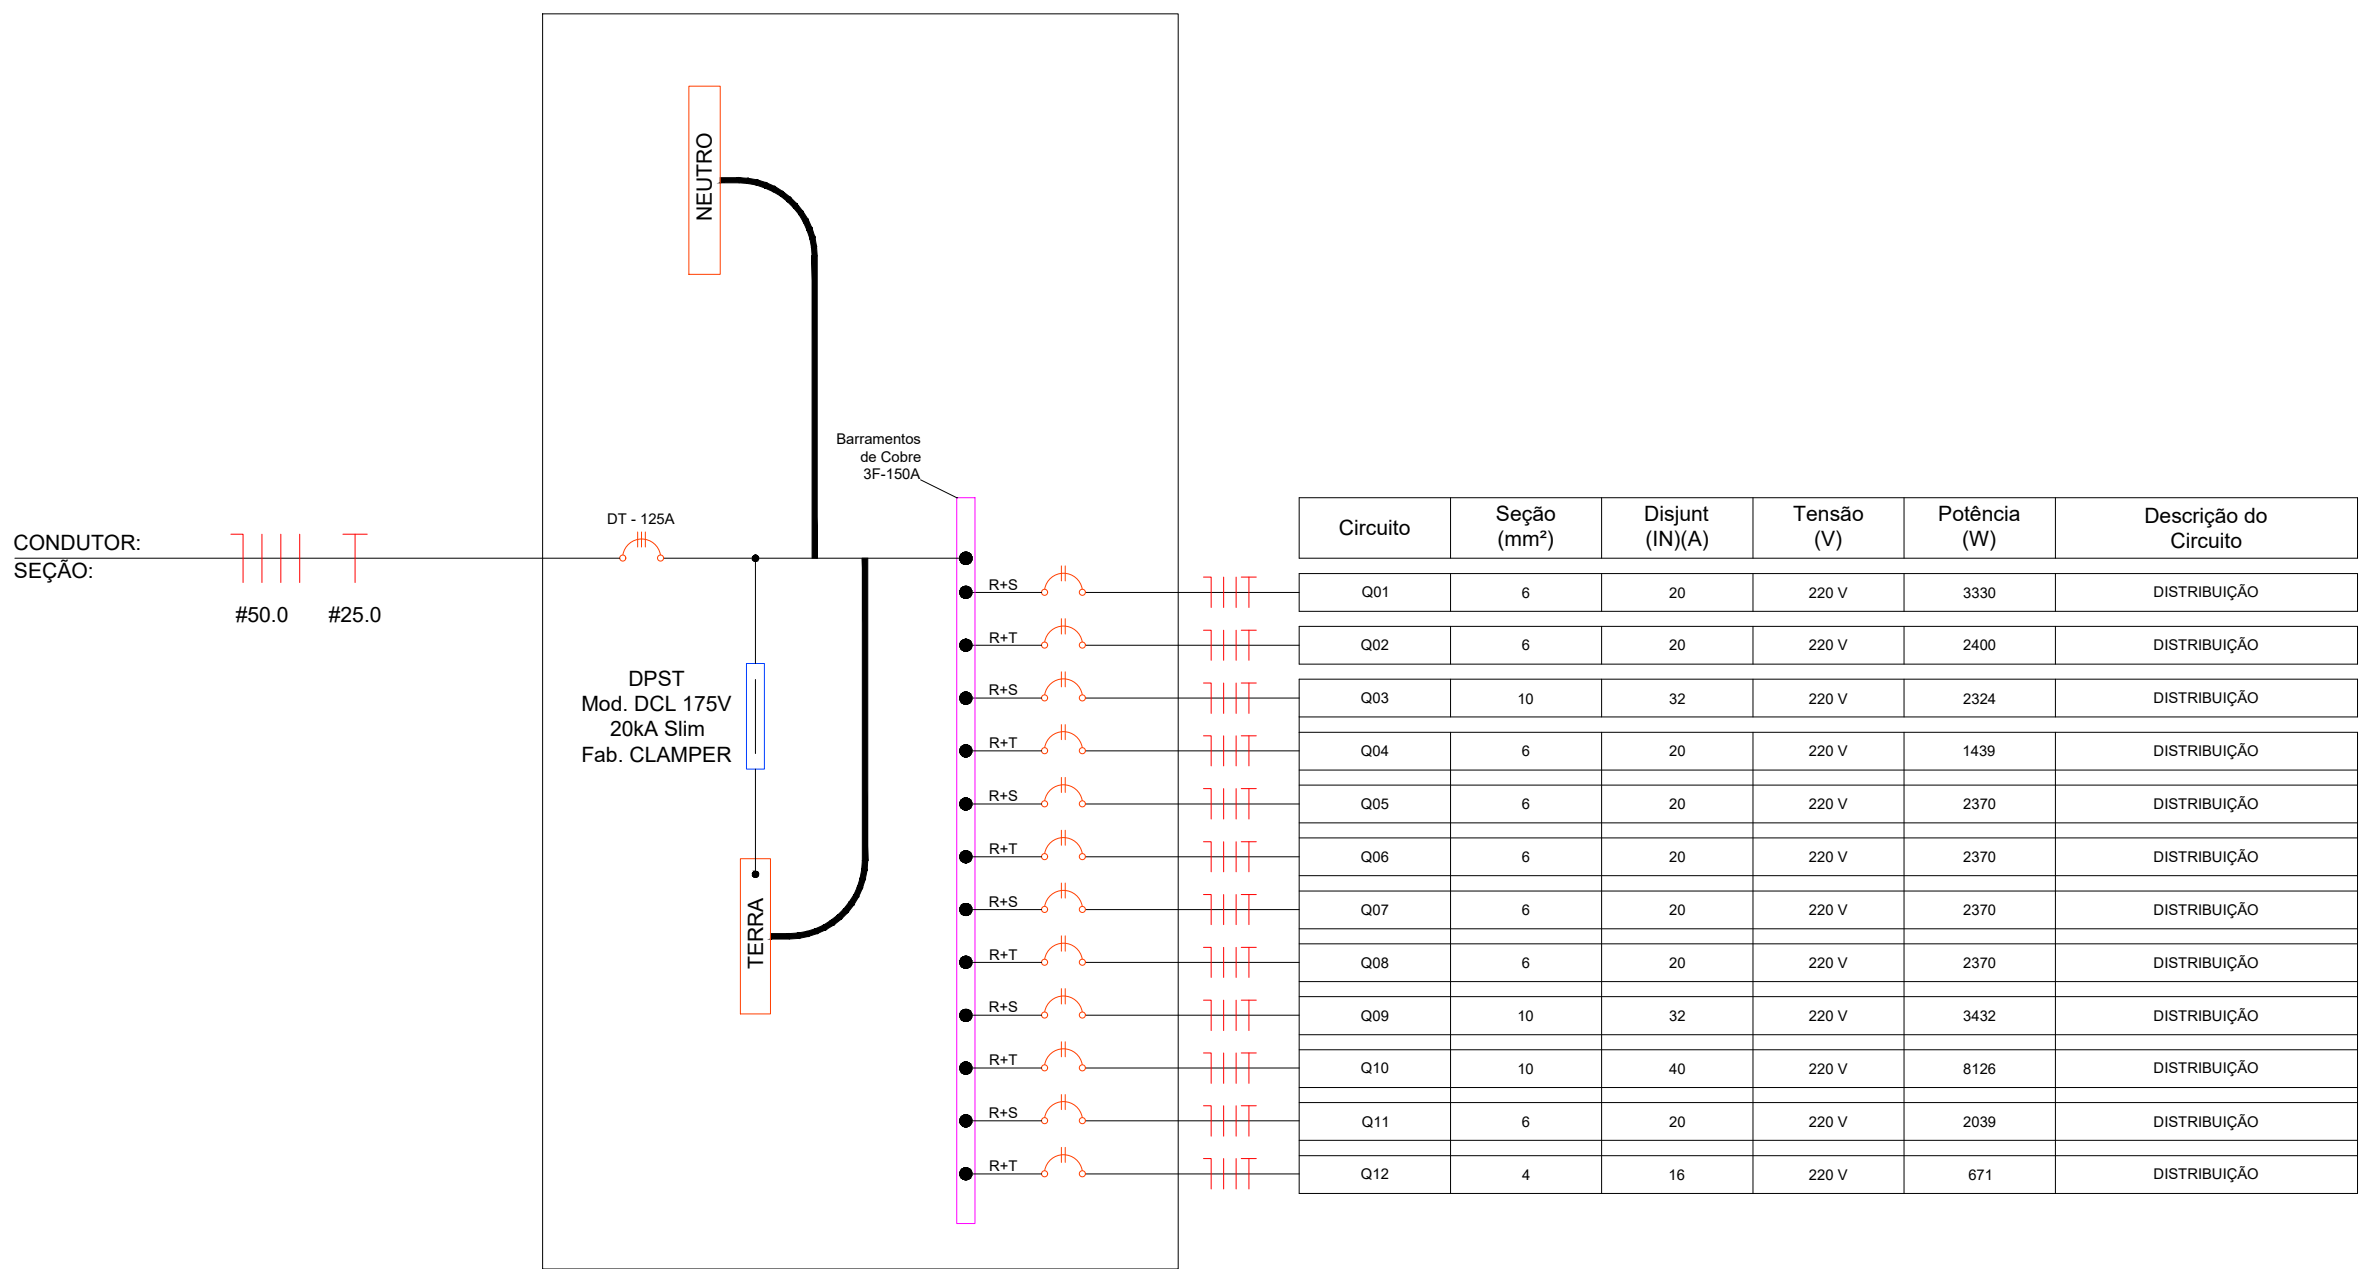 NEUTRO
Barramentos
de Cobre
3F-150A
DT - 125A
CONDUTOR:
SEÇÃO:
#50.0 #25.0
DPST
Mod. DCL 175V
20kA Slim
Fab. CLAMPER
TERRA
Circuito Seção (mm²) Disjunt (IN)(A) Tensão (V) Potência (W) Descrição do Circuito
R+S Q01 6 20 220 V 3330 DISTRIBUIÇÃO
R+T Q02 6 20 220 V 2400 DISTRIBUIÇÃO
R+S Q03 10 32 220 V 2324 DISTRIBUIÇÃO
R+T Q04 6 20 220 V 1439 DISTRIBUIÇÃO
R+S Q05 6 20 220 V 2370 DISTRIBUIÇÃO
R+T Q06 6 20 220 V 2370 DISTRIBUIÇÃO
R+S Q07 6 20 220 V 2370 DISTRIBUIÇÃO
R+T Q08 6 20 220 V 2370 DISTRIBUIÇÃO
R+S Q09 10 32 220 V 3432 DISTRIBUIÇÃO
R+T Q10 10 40 220 V 8126 DISTRIBUIÇÃO
R+S Q11 6 20 220 V 2039 DISTRIBUIÇÃO
R+T Q12 4 16 220 V 671 DISTRIBUIÇÃO